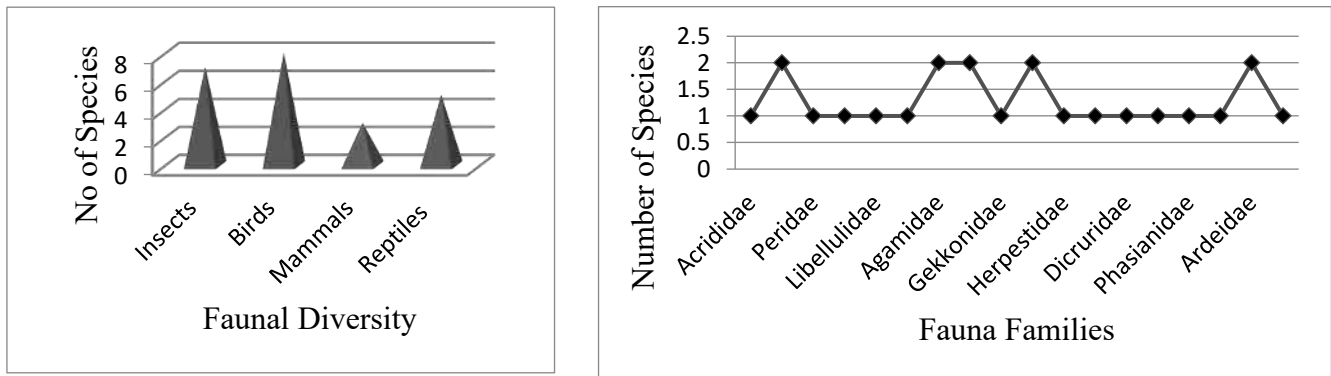 No of Species
8
6
4
2
0
Insects
Birds
Mammals
Reptiles
Faunal Diversity
Number of Species
2.5
2
1.5
1
0.5
0
Acrididae
Peridae
Libellulidae
Agamidae
Gekkonidae
Herpestidae
Dicruridae
Phasianidae
Ardeidae
Fauna Families